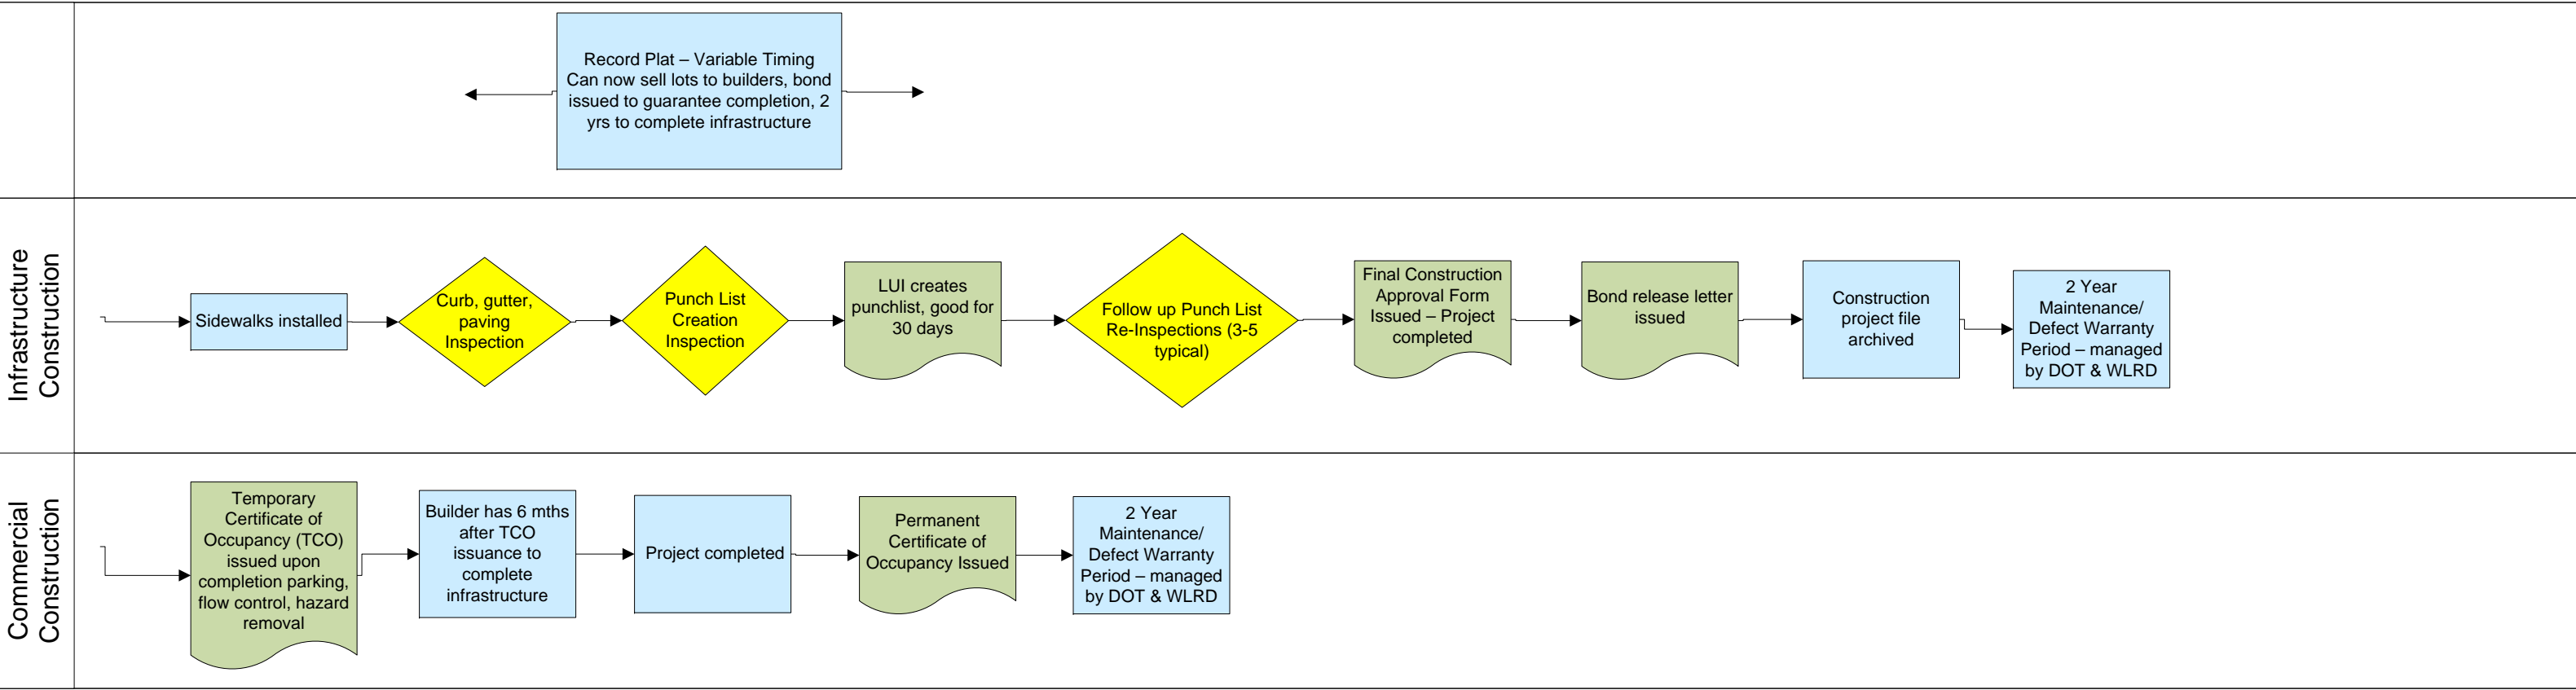 Record Plat – Variable Timing
Can now sell lots to builders, bond
issued to guarantee completion, 2
yrs to complete infrastructure
Infrastructure
Construction
Sidewalks installed
Curb, gutter,
paving
Inspection
Punch List
Creation
Inspection
LUI creates
punchlist, good for
30 days
Follow up Punch List
Re-Inspections (3-5
typical)
Final Construction
Approval Form
Issued – Project
completed
Bond release letter
issued
Construction
project file
archived
2 Year
Maintenance/
Defect Warranty
Period – managed
by DOT & WLRD
Commercial
Construction
Temporary
Certificate of
Occupancy (TCO)
issued upon
completion parking,
flow control, hazard
removal
Builder has 6 mths
after TCO
issuance to
complete
infrastructure
Project completed
Permanent
Certificate of
Occupancy Issued
2 Year
Maintenance/
Defect Warranty
Period – managed
by DOT & WLRD